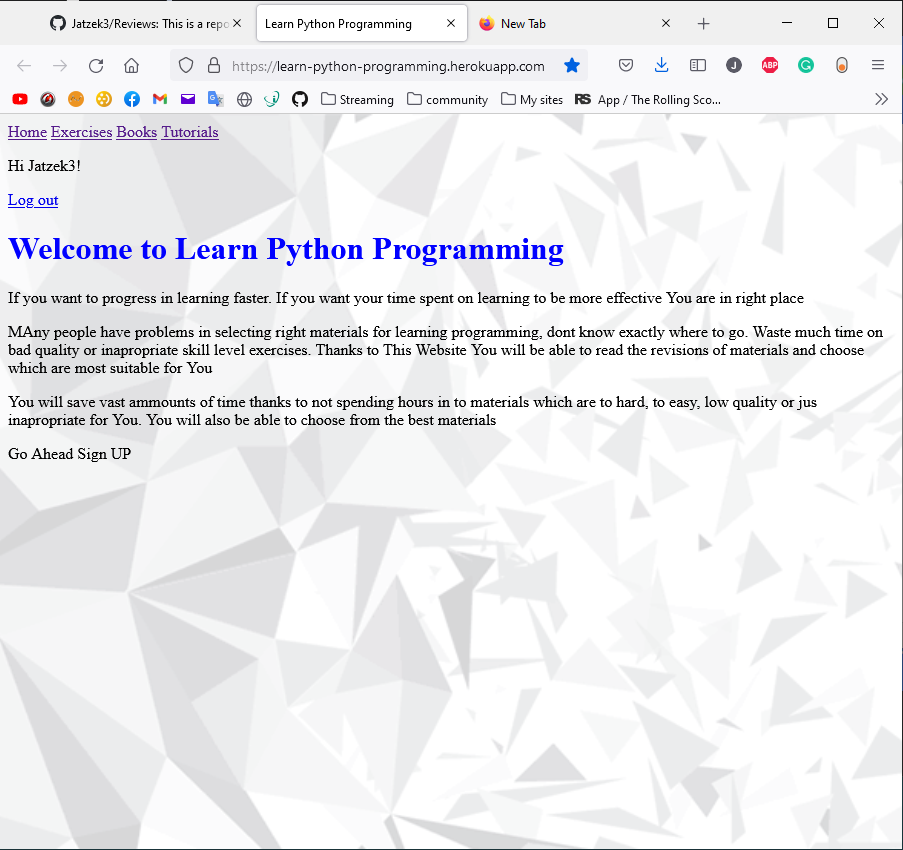 Jatzek3/Reviews: This is a repo
Learn Python Programming
New Tab
https://learn-python-programming.herokuapp.com
J
ABP
G
Streaming
community
My sites
RS
App / The Rolling Sco...
Home Exercises Books Tutorials
Hi Jatzek3!
Log out
Welcome to Learn Python Programming
If you want to progress in learning faster. If you want your time spent on learning to be more effective You are in right place
MAny people have problems in selecting right materials for learning programming, dont know exactly where to go. Waste much time on
bad quality or inapropriate skill level exercises. Thanks to This Website You will be able to read the revisions of materials and choose
which are most suitable for You
You will save vast ammounts of time thanks to not spending hours in to materials which are to hard, to easy, low quality or jus
inapropriate for You. You will also be able to choose from the best materials
Go Ahead Sign UP